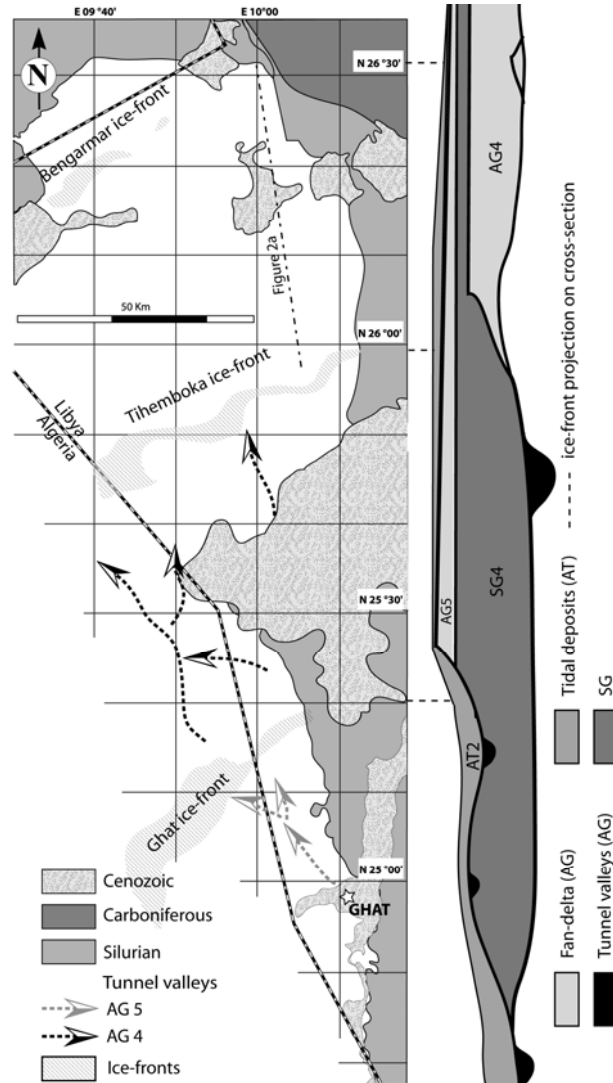 E 09 °40'
E 10°00
N
N 26 °30'
Bengarmar ice-front
Figure 2a
50 Km
N 26 °00'
Tihemboka ice-front
Libya
Algeria
N 25 °30'
Ghat ice-front
N 25 °00'
GHAT
Cenozoic
Carboniferous
Silurian
Tunnel valleys
AG 5
AG 4
Ice-fronts
AG4
AG5
SG4
AT2
ice-front projection on cross-section
Tidal deposits (AT)
SG
Fan-delta (AG)
Tunnel valleys (AG)